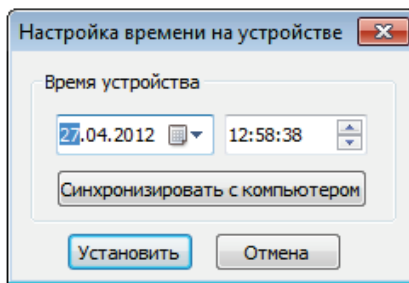 Настройка времени на устройстве
Время устройства
27.04.2012 12:58:38
Синхронизировать с компьютером
Установить Отмена